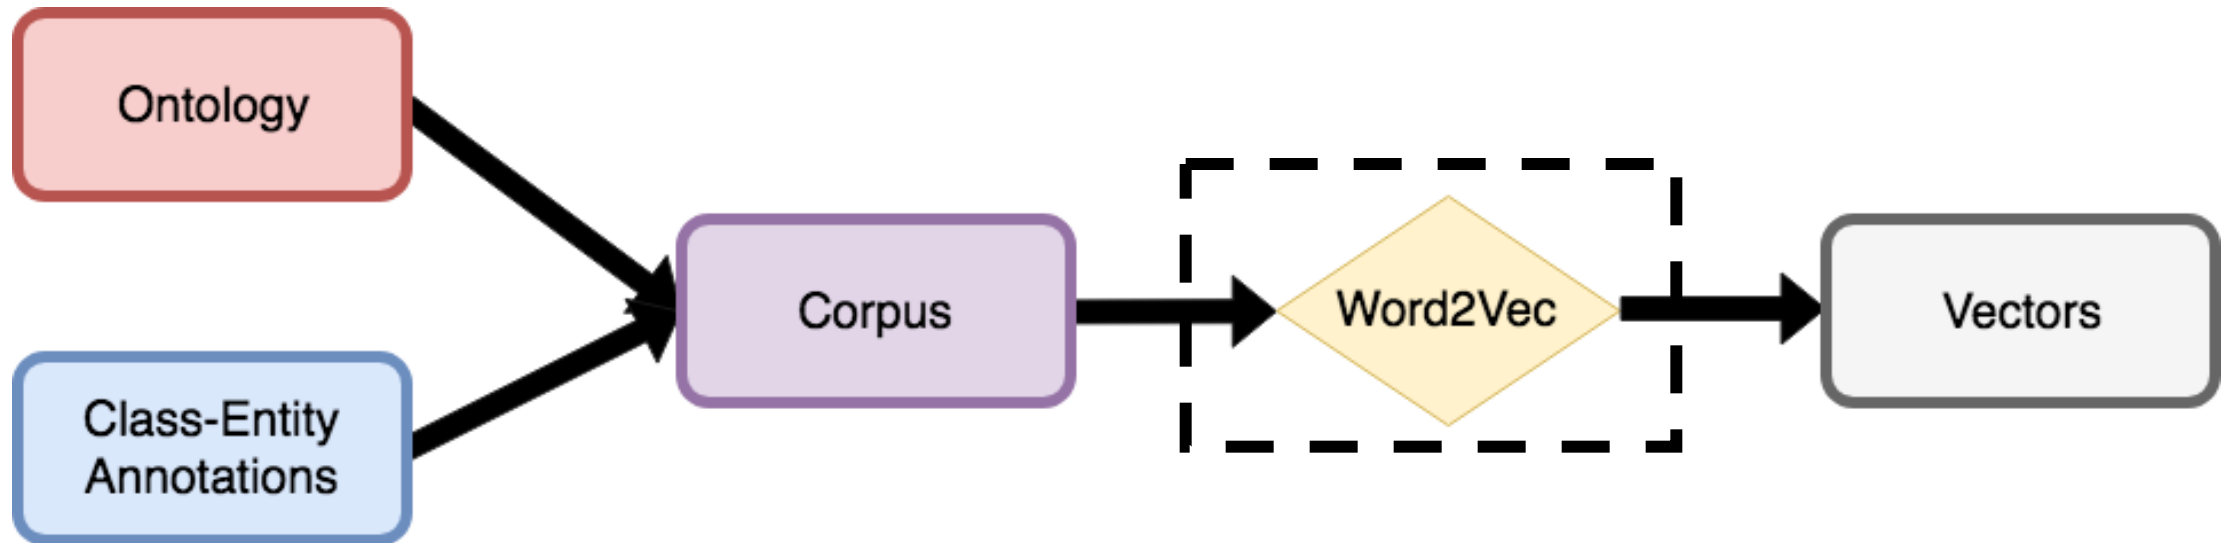 Ontology
Class-Entity
Annotations
Corpus
Word2Vec
Vectors